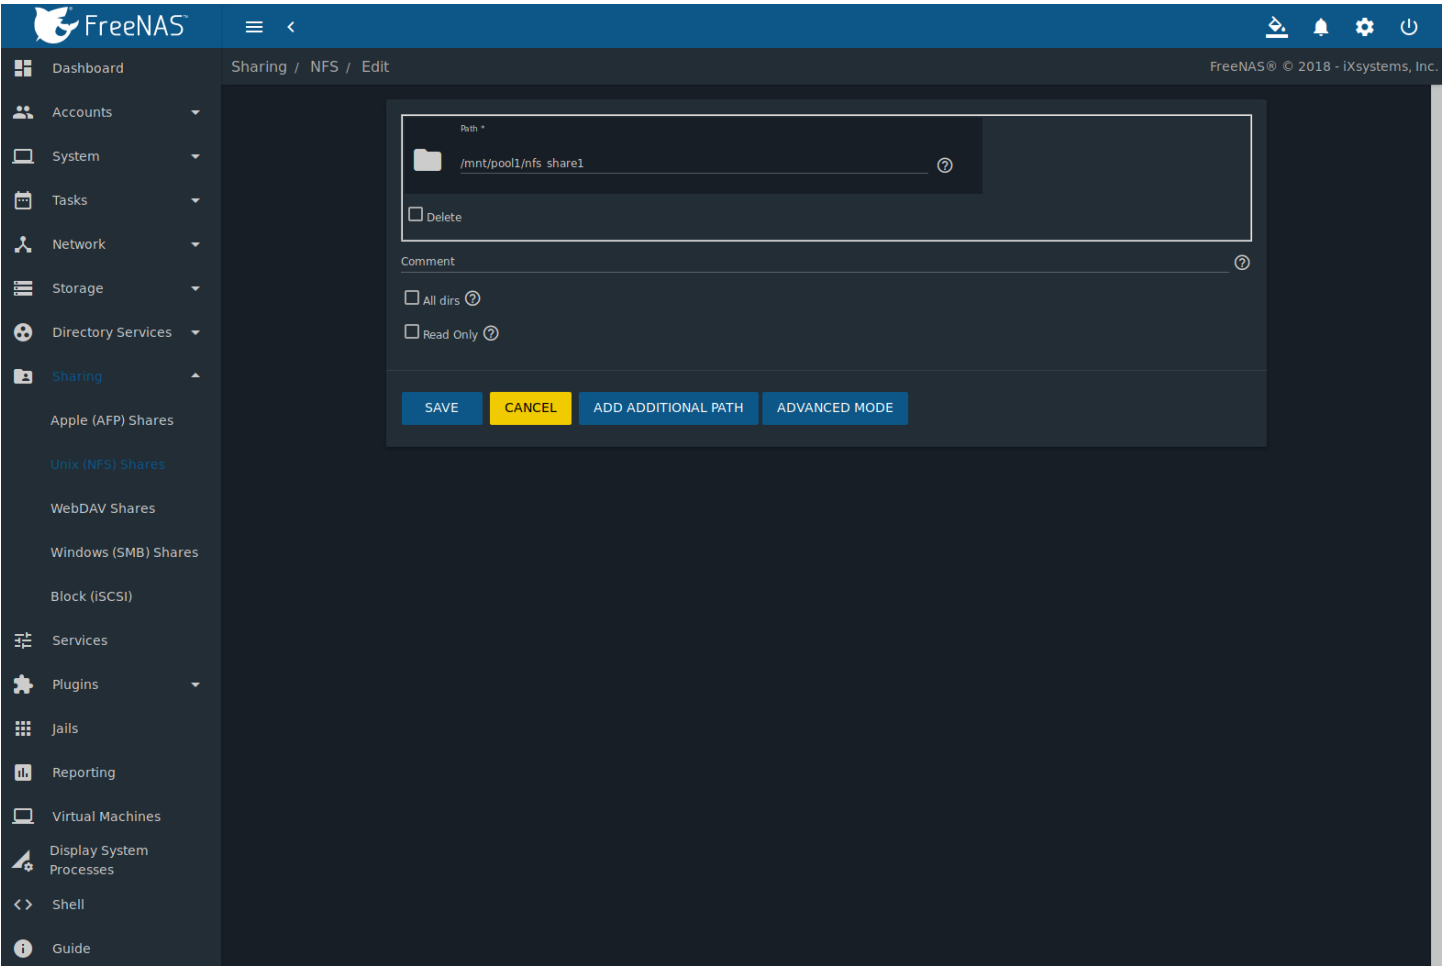 FreeNAS™
Sharing / NFS / Edit
FreeNAS® © 2018 - iXsystems, Inc.
Dashboard
Accounts
System
Tasks
Network
Storage
Directory Services
Sharing
Apple (AFP) Shares
Unix (NFS) Shares
WebDAV Shares
Windows (SMB) Shares
Block (iSCSI)
Services
Plugins
Jails
Reporting
Virtual Machines
Display System
Processes
Shell
Guide
Path *
/mnt/pool1/nfs share1
Delete
Comment
All dirs
Read Only
SAVE CANCEL ADD ADDITIONAL PATH ADVANCED MODE